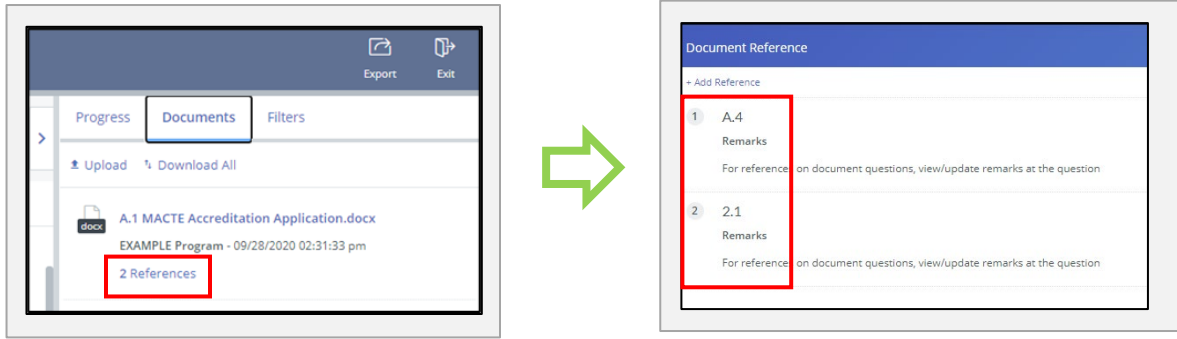 Export Exit
Progress Documents Filters
Upload Download All
docx
A.1 MACTE Accreditation Application.docx
EXAMPLE Program - 09/28/2020 02:31:33 pm
2 References
Document Reference
+ Add Reference
1 A.4
Remarks
For references on document questions, view/update remarks at the question
2 2.1
Remarks
For references on document questions, view/update remarks at the question